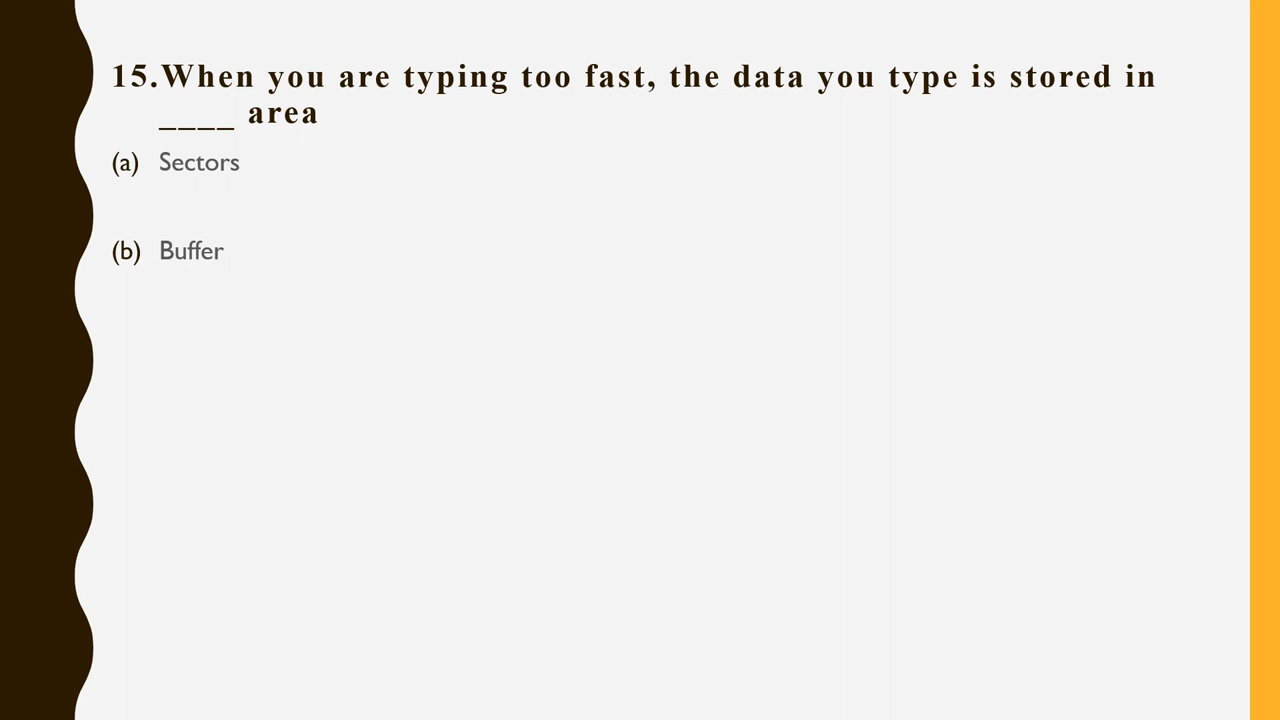 15.When you are typing too fast, the data you type is stored in
____ area
(a) Sectors
(b) Buffer